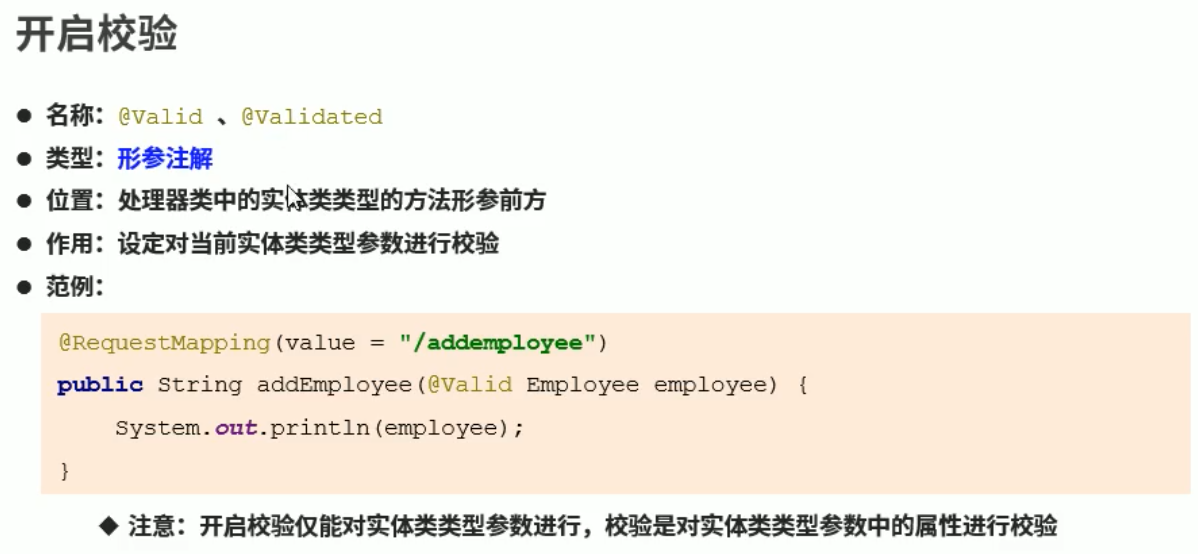 开启校验
● 名称：@Valid 、@Validated
● 类型：形参注解
● 位置：处理器类中的实体类类型的方法形参前方
● 作用：设定对当前实体类类型参数进行校验
● 范例：
@RequestMapping(value = "/addemployee")
public String addEmployee(@Valid Employee employee) {
    System.out.println(employee);
}
◆ 注意：开启校验仅能对实体类类型参数进行，校验是对实体类类型参数中的属性进行校验